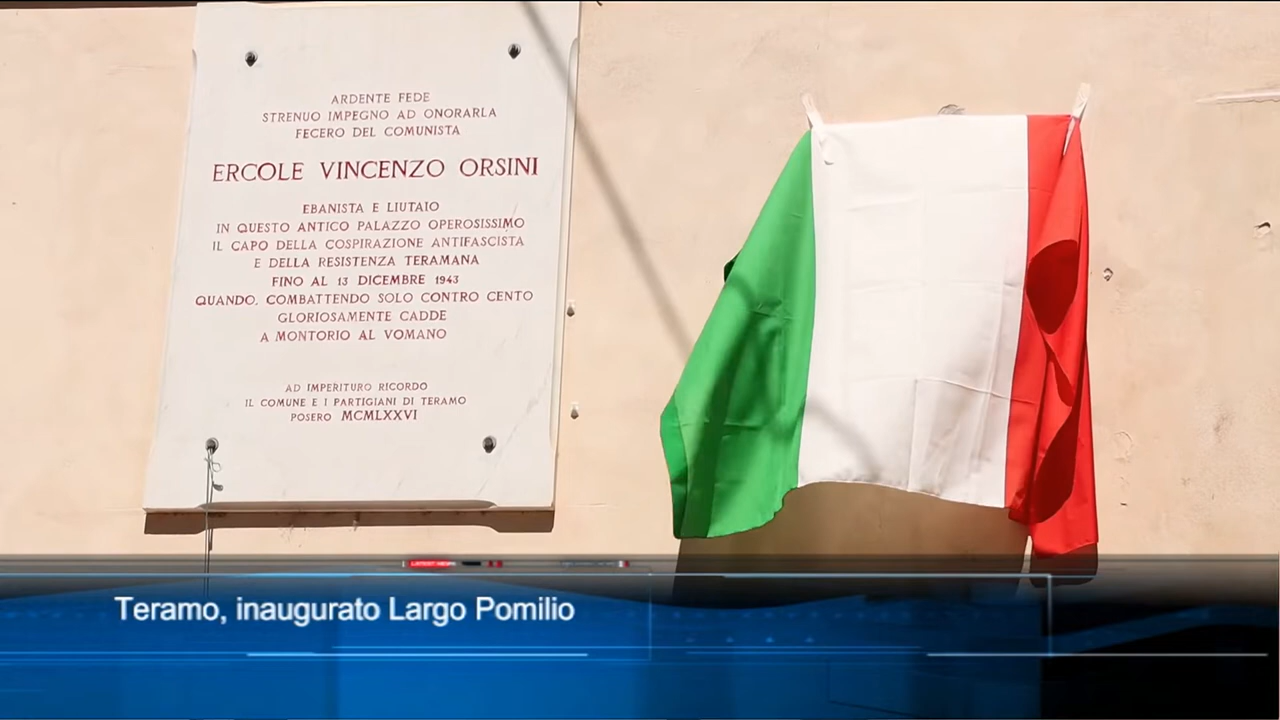 ARDENTE FEDE
STRENUO IMPEGNO AD ONORARLA
FECERO DEL COMUNISTA
ERCOLE VINCENZO ORSINI
EBANISTA E LIUTAIO
IN QUESTO ANTICO PALAZZO OPEROSISSIMO
IL CAPO DELLA COSPIRAZIONE ANTIFASCISTA
E DELLA RESISTENZA TERAMANA
FINO AL 13 DICEMBRE 1943
QUANDO, COMBATTENDO SOLO CONTRO CENTO
GLORIOSAMENTE CADDE
A MONTORIO AL VOMANO
AD IMPERITURO RICORDO
IL COMUNE E I PARTIGIANI DI TERAMO
POSERO MCMLXXVI
LATEST NEWS
Teramo, inaugurato Largo Pomilio